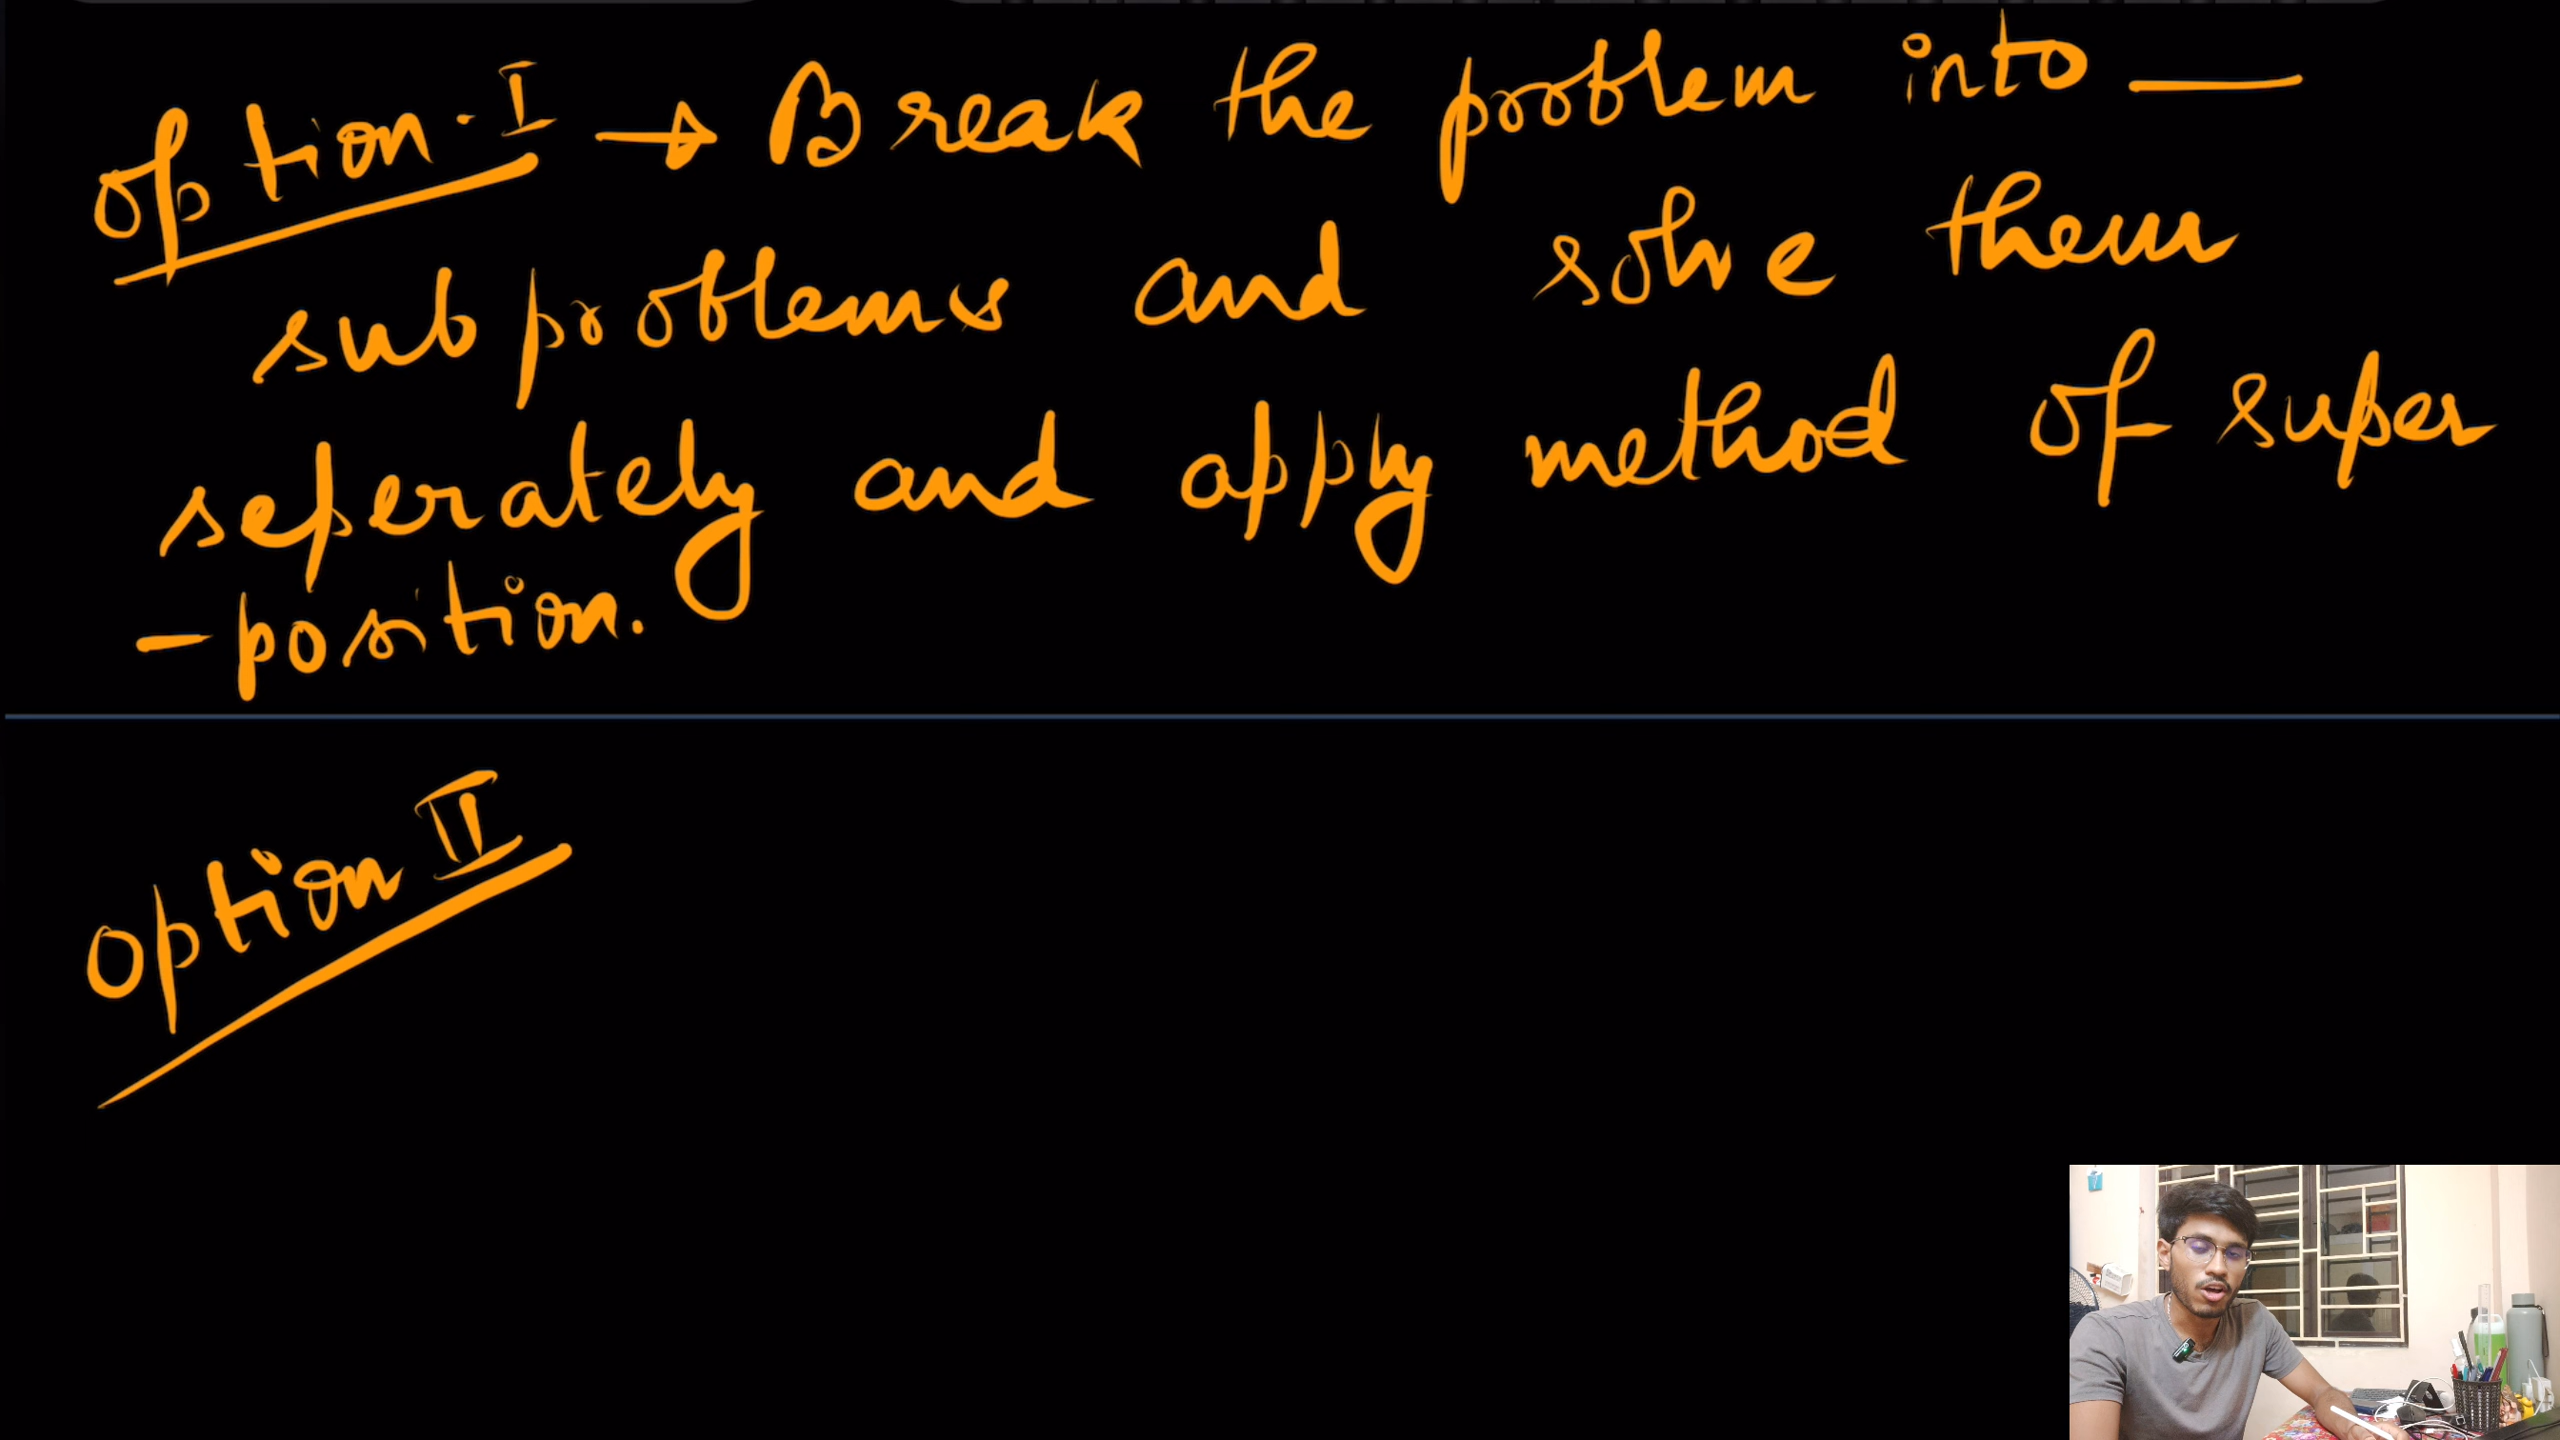 Option. I → Break the problem into —
subproblems and solve them
seperately and apply method of super
- position.
Option II